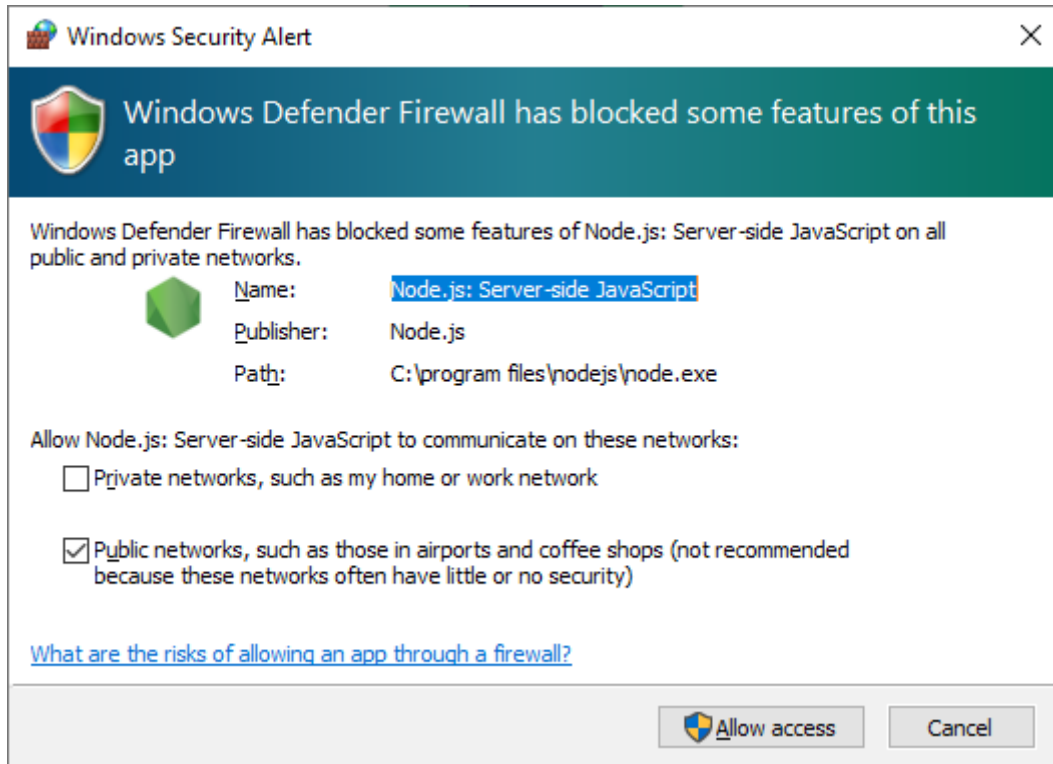 Windows Security Alert
Windows Defender Firewall has blocked some features of this
app
Windows Defender Firewall has blocked some features of Node.js: Server-side JavaScript on all
public and private networks.
Name: Node.js: Server-side JavaScript
Publisher: Node.js
Path: C:\program files\nodejs\node.exe
Allow Node.js: Server-side JavaScript to communicate on these networks:
Private networks, such as my home or work network
Public networks, such as those in airports and coffee shops (not recommended
because these networks often have little or no security)
What are the risks of allowing an app through a firewall?
Allow access Cancel